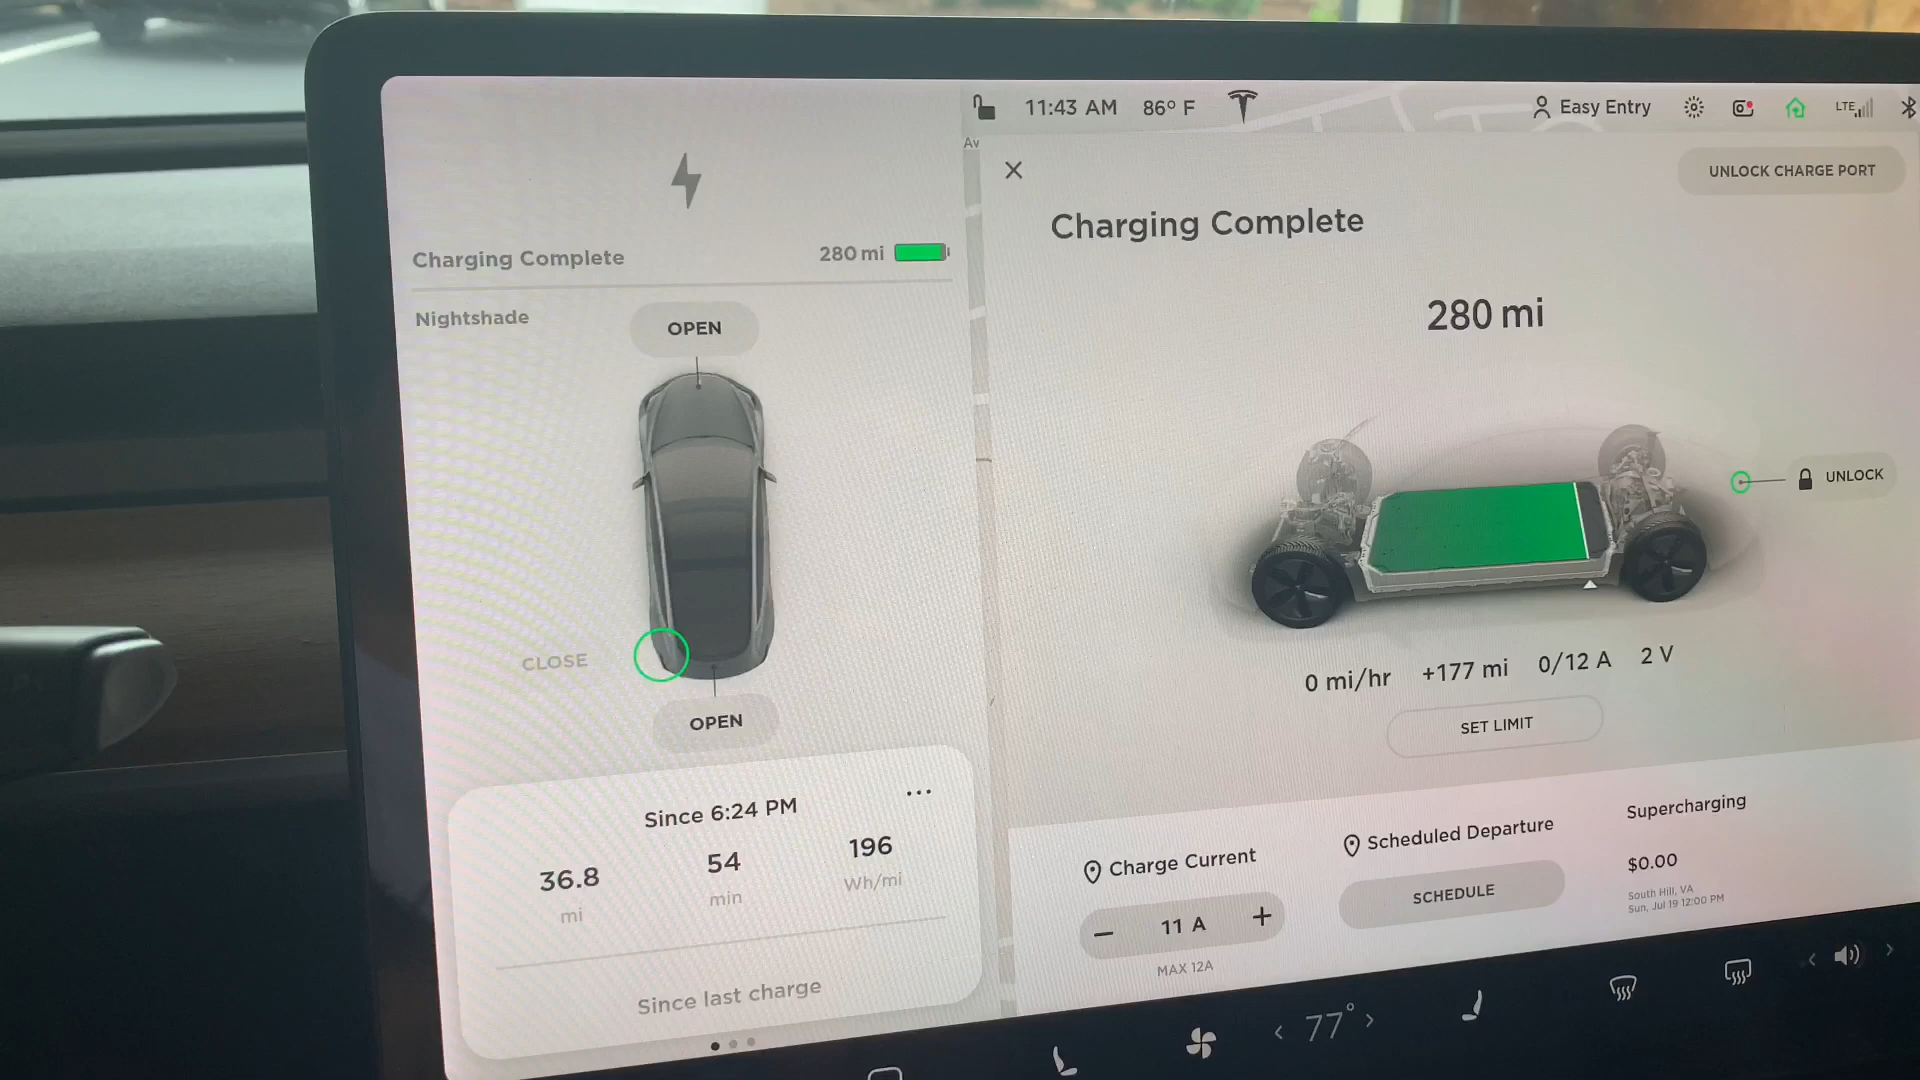 11:43 AM 86° F
Easy Entry
LTE
Av
UNLOCK CHARGE PORT
Charging Complete
280 mi
Nightshade
OPEN
CLOSE
OPEN
Since 6:24 PM
36.8 54 196
mi min Wh/mi
Since last charge
Charging Complete
280 mi
UNLOCK
0 mi/hr +177 mi 0/12 A 2 V
SET LIMIT
Charge Current
11 A
MAX 12A
Scheduled Departure
SCHEDULE
Supercharging
$0.00
South Hill, VA
Sun, Jul 19 12:00 PM
77°